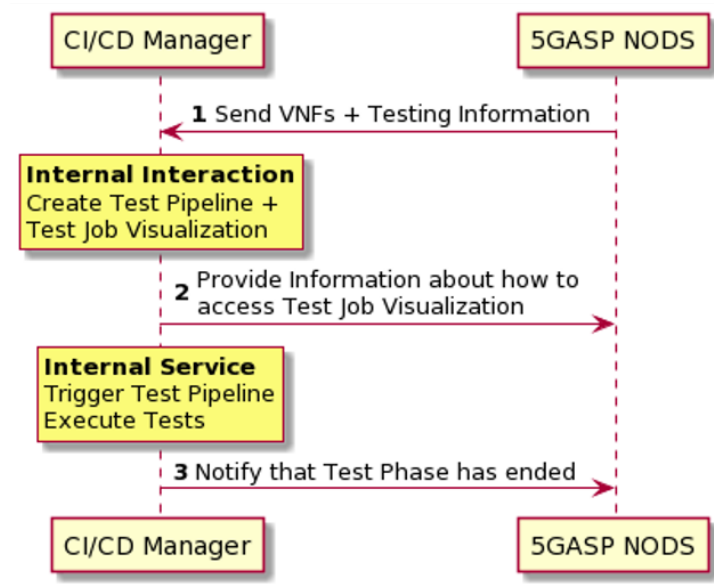 CI/CD Manager
5GASP NODS
1 Send VNFs + Testing Information
Internal Interaction
Create Test Pipeline +
Test Job Visualization
2 Provide Information about how to
access Test Job Visualization
Internal Service
Trigger Test Pipeline
Execute Tests
3 Notify that Test Phase has ended
CI/CD Manager
5GASP NODS